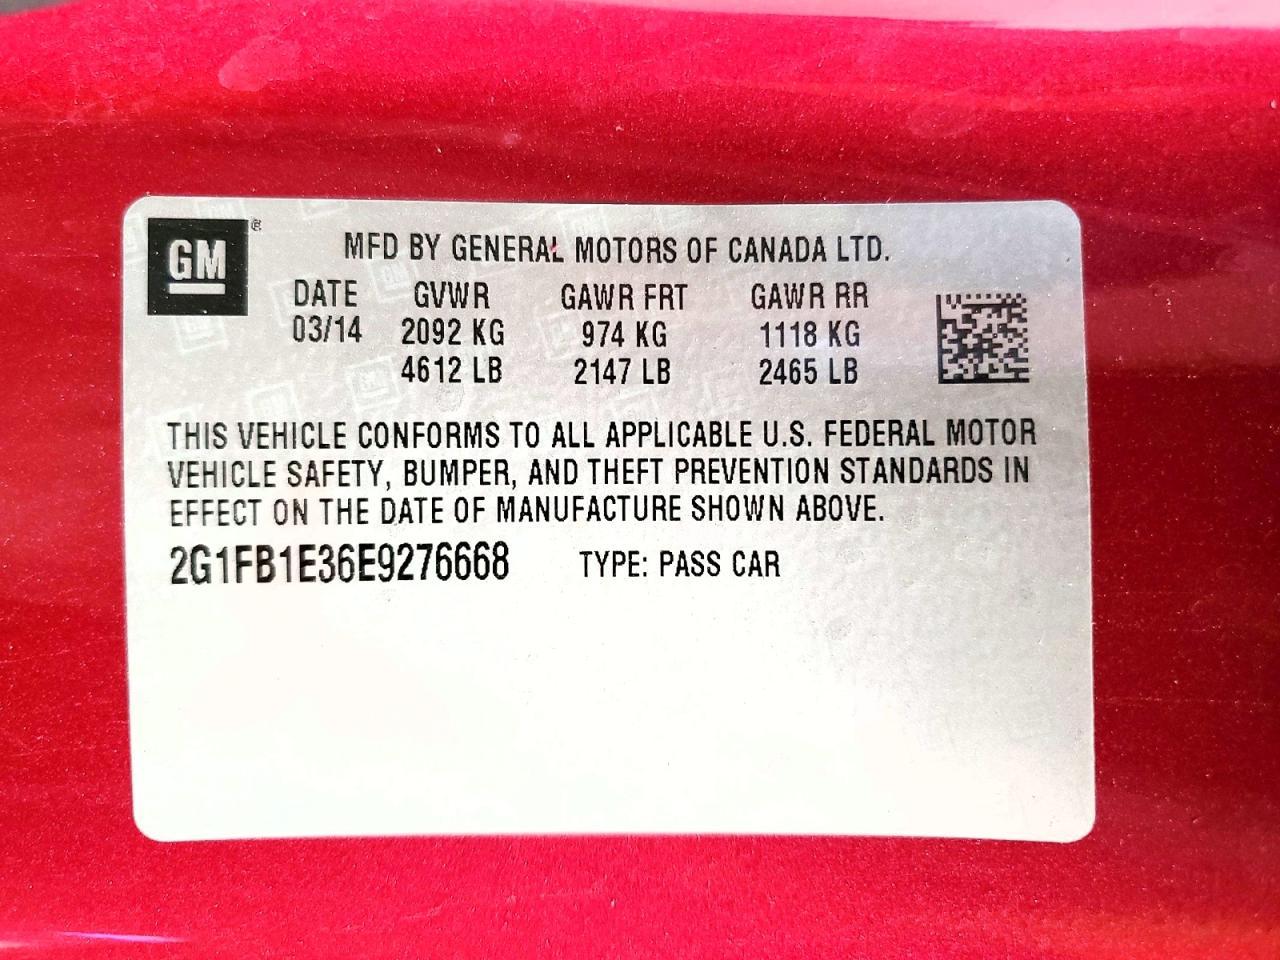 GM®
MFD BY GENERAL MOTORS OF CANADA LTD.
DATE GVWR GAWR FRT GAWR RR
03/14 2092 KG 974 KG 1118 KG
4612 LB 2147 LB 2465 LB
THIS VEHICLE CONFORMS TO ALL APPLICABLE U.S. FEDERAL MOTOR
VEHICLE SAFETY, BUMPER, AND THEFT PREVENTION STANDARDS IN
EFFECT ON THE DATE OF MANUFACTURE SHOWN ABOVE.
2G1FB1E36E9276668 TYPE: PASS CAR